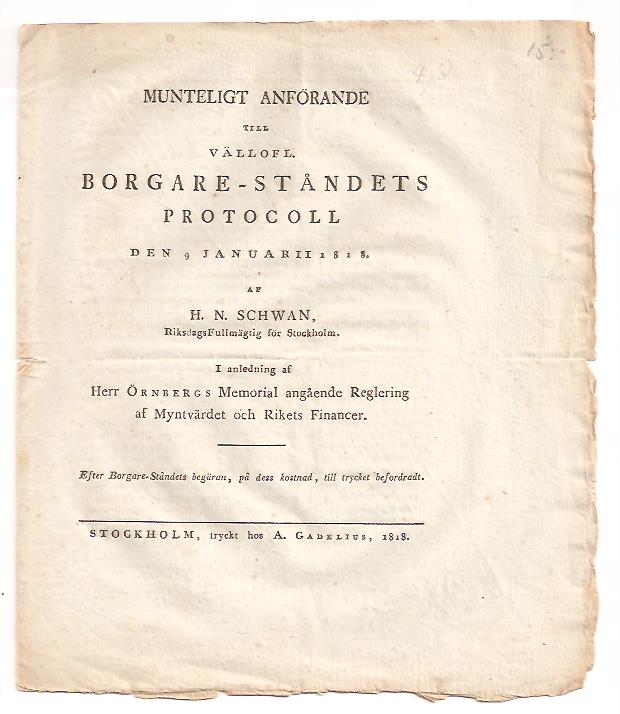 15:-
MUNTELIGT ANFÖRANDE
TILL
VÄLLOFL.
BORGARE-STÅNDETS
PROTOCOLL
DEN 9 JANUARII 1818.
AF
H. N. SCHWAN,
RiksdagsFullmägtig för Stockholm.
I anledning af
Herr ÖRNBERGS Memorial angående Reglering
af Myntvärdet och Rikets Financer.
Efter Borgare-Ståndets begäran, på dess kostnad, till trycket befordradt.
STOCKHOLM, tryckt hos A. GADELIUS, 1818.